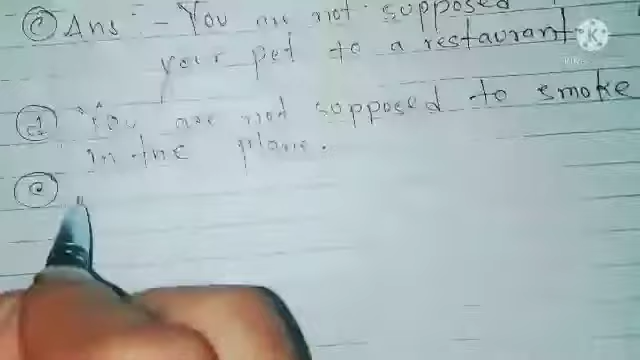 (c) Ans :- You are not supposed
your pet to a restaurant.
(d) You are not supposed to smoke
in the plane.
(e)